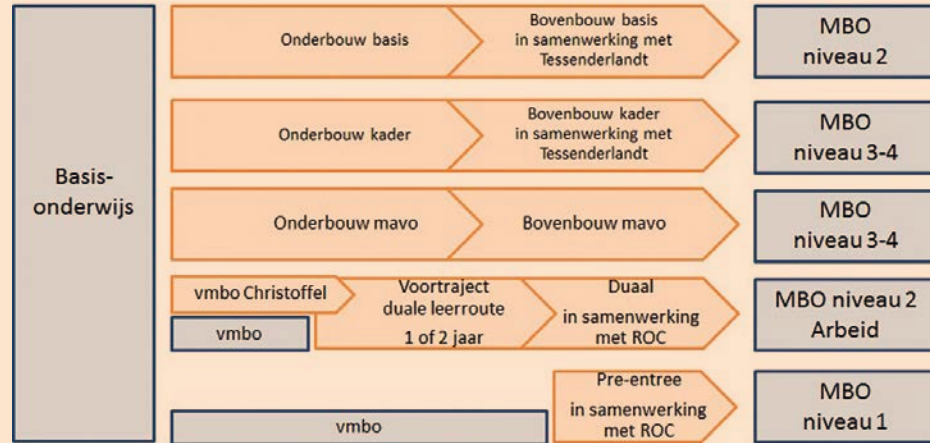 Basis-
onderwijs
Onderbouw basis
Bovenbouw basis
in samenwerking met
Tessenderlandt
MBO
niveau 2
Onderbouw kader
Bovenbouw kader
in samenwerking met
Tessenderlandt
MBO
niveau 3-4
Onderbouw mavo
Bovenbouw mavo
MBO
niveau 3-4
vmbo Christoffel
vmbo
Voortraject
duale leerroute
1 of 2 jaar
Duaal
in samenwerking
met ROC
MBO niveau 2
Arbeid
vmbo
Pre-entree
in samenwerking
met ROC
MBO
niveau 1